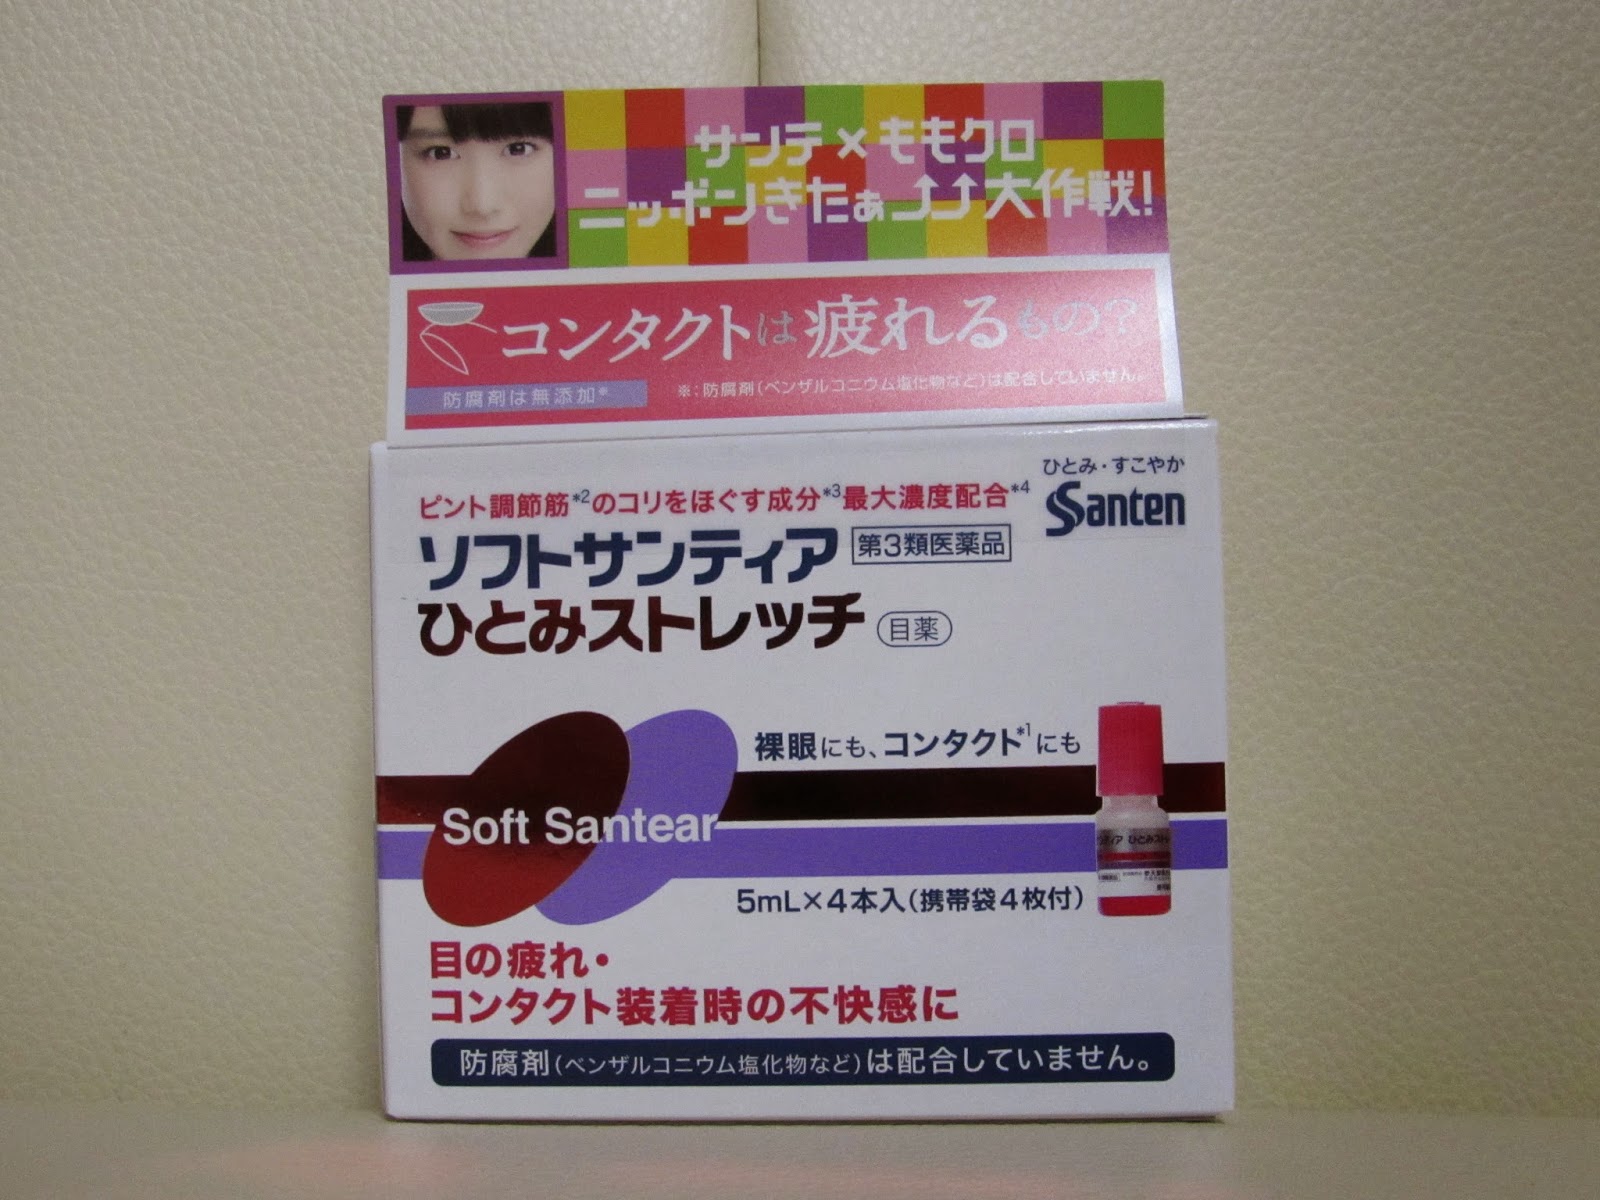 サンテ×ももクロ
ニッポンきたぁ⤴⤴大作戦!
コンタクトは疲れるもの?
防腐剤は無添加※
※:防腐剤(ベンザルコニウム塩化物など)は配合していません。
ひとみ・すこやか
Santen
ピント調節筋*2のコリをほぐす成分*3最大濃度配合*4
ソフトサンティア 第3類医薬品
ひとみストレッチ 目薬
裸眼にも、コンタクト*1にも
Soft Santear
ティア ひとみスト
5mL×4本入(携帯袋4枚付)
目の疲れ・
コンタクト装着時の不快感に
防腐剤(ベンザルコニウム塩化物など)は配合していません。